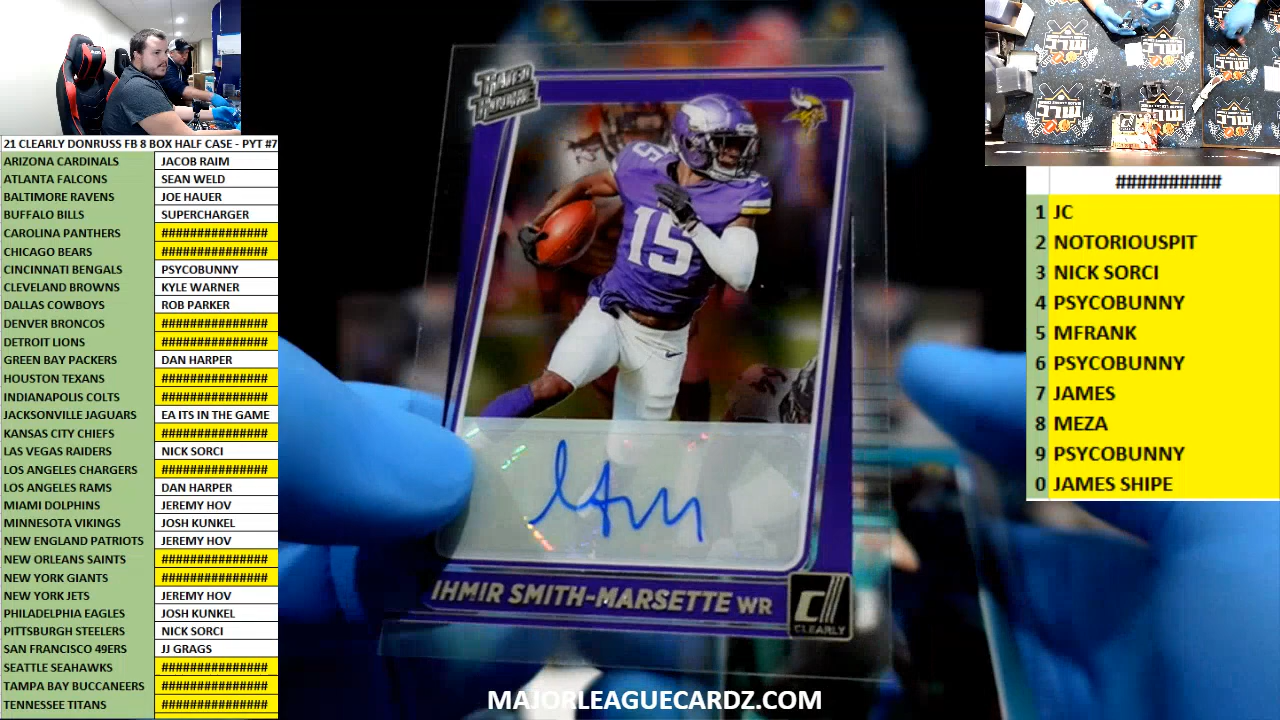 21 CLEARLY DONRUSS FB 8 BOX HALF CASE - PYT #7
ARIZONA CARDINALS JACOB RAIM
ATLANTA FALCONS SEAN WELD
BALTIMORE RAVENS JOE HAUER
BUFFALO BILLS SUPERCHARGER
CAROLINA PANTHERS ##############
CHICAGO BEARS ##############
CINCINNATI BENGALS PSYCOBUNNY
CLEVELAND BROWNS KYLE WARNER
DALLAS COWBOYS ROB PARKER
DENVER BRONCOS ##############
DETROIT LIONS ##############
GREEN BAY PACKERS DAN HARPER
HOUSTON TEXANS ##############
INDIANAPOLIS COLTS ##############
JACKSONVILLE JAGUARS EA ITS IN THE GAME
KANSAS CITY CHIEFS ##############
LAS VEGAS RAIDERS NICK SORCI
LOS ANGELES CHARGERS ##############
LOS ANGELES RAMS DAN HARPER
MIAMI DOLPHINS JEREMY HOV
MINNESOTA VIKINGS JOSH KUNKEL
NEW ENGLAND PATRIOTS JEREMY HOV
NEW ORLEANS SAINTS ##############
NEW YORK GIANTS ##############
NEW YORK JETS JEREMY HOV
PHILADELPHIA EAGLES JOSH KUNKEL
PITTSBURGH STEELERS NICK SORCI
SAN FRANCISCO 49ERS JJ GRAGS
SEATTLE SEAHAWKS ##############
TAMPA BAY BUCCANEERS ##############
TENNESSEE TITANS ##############
RATED ROOKIE
15
15
IHMIR SMITH-MARSETTE WR
CLEARLY
MAJORLEAGUECARDZ.COM
MLC
MLC
MLC
##########
1 JC
2 NOTORIOUSPIT
3 NICK SORCI
4 PSYCOBUNNY
5 MFRANK
6 PSYCOBUNNY
7 JAMES
8 MEZA
9 PSYCOBUNNY
0 JAMES SHIPE